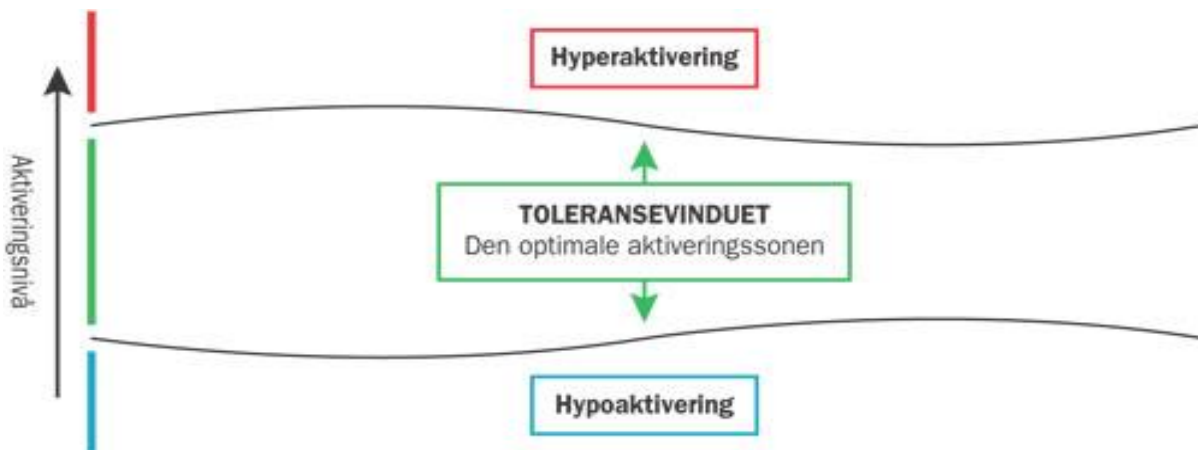 Hyperaktivering
Aktiveringsnivå
TOLERANSEVINDUET
Den optimale aktiveringssonen
Hypoaktivering